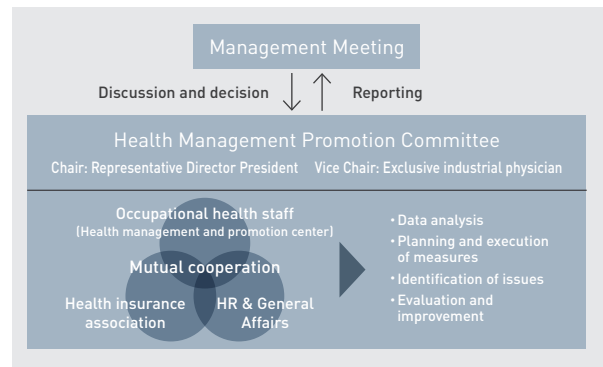 Management Meeting
Discussion and decision
Reporting
Health Management Promotion Committee
Chair: Representative Director President Vice Chair: Exclusive industrial physician
Occupational health staff
(Health management and promotion center)
Mutual cooperation
Health insurance
association
HR & General
Affairs
・Data analysis
・Planning and execution
of measures
・Identification of issues
・Evaluation and
improvement